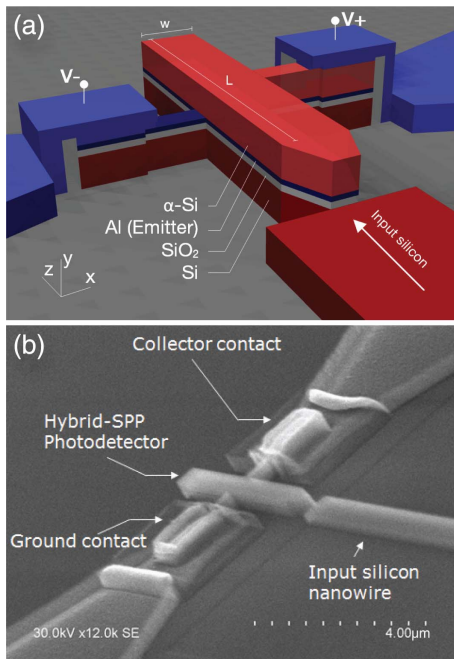 (a)
w
V+
V-
L
α-Si
Al (Emitter)
SiO₂
Si
Input silicon
y
z
x
(b)
Collector contact
Hybrid-SPP
Photodetector
Ground contact
Input silicon
nanowire
30.0kV x12.0k SE
4.00μm